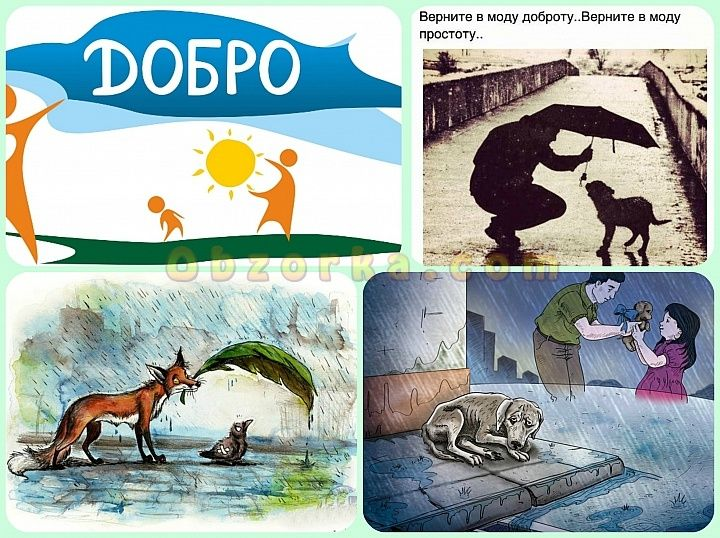 ДОБРО
Верните в моду доброту..Верните в моду
простоту..
Obzorka.com